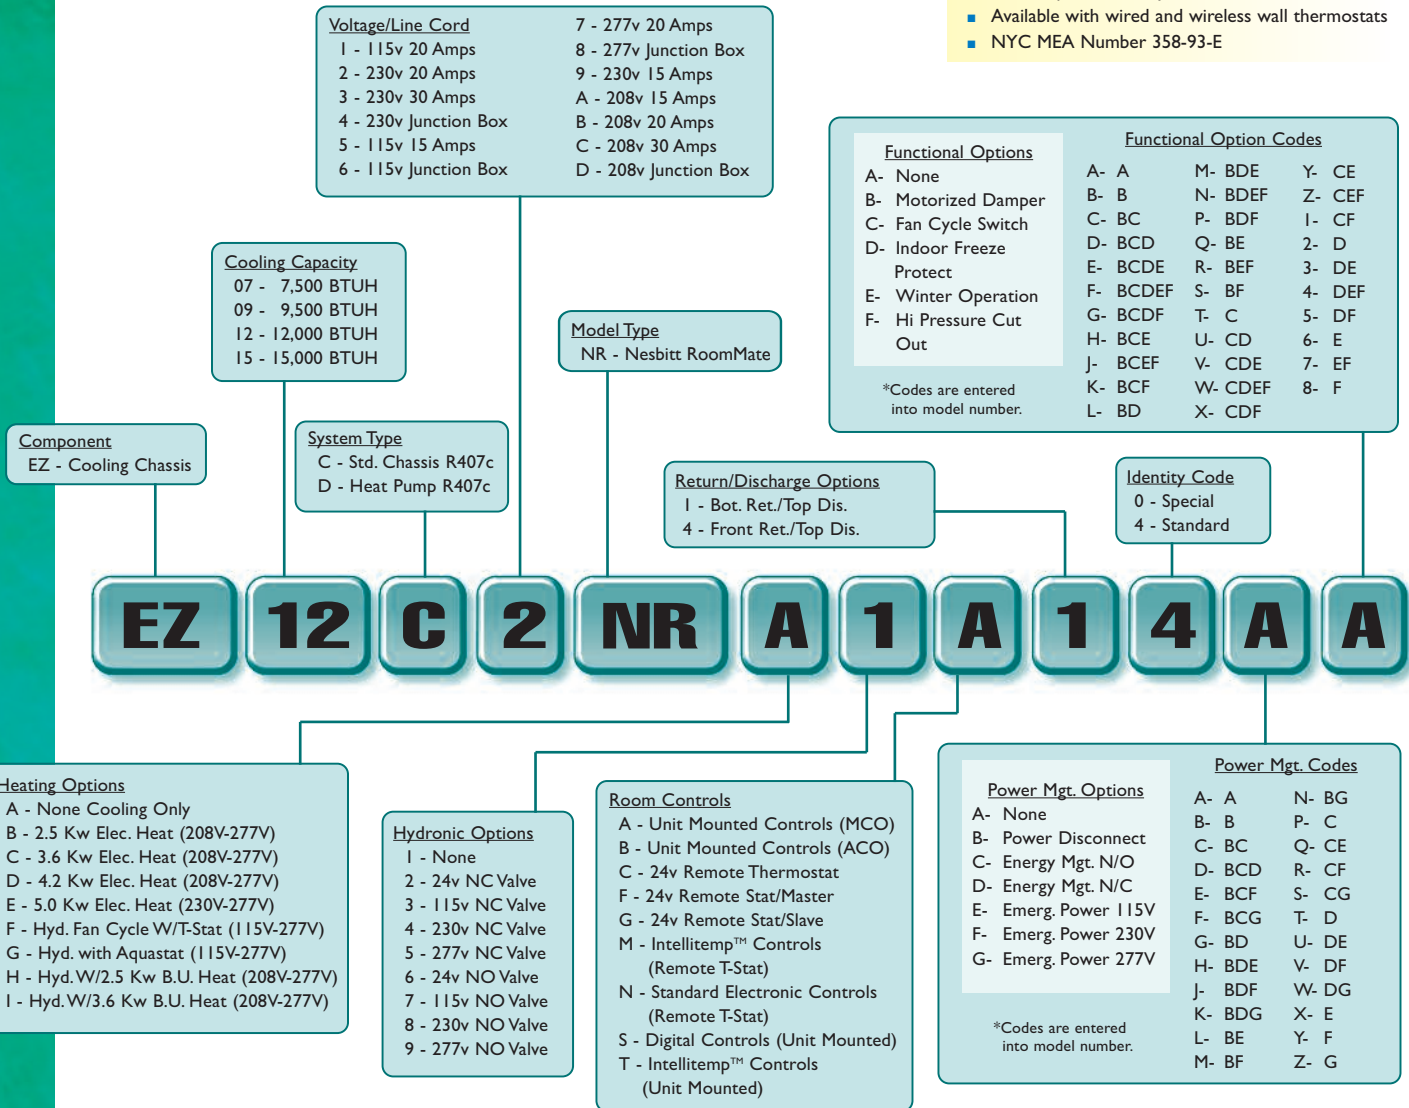 ■ Available with wired and wireless wall thermostats
■ NYC MEA Number 358-93-E
Voltage/Line Cord
1 - 115v 20 Amps
2 - 230v 20 Amps
3 - 230v 30 Amps
4 - 230v Junction Box
5 - 115v 15 Amps
6 - 115v Junction Box
7 - 277v 20 Amps
8 - 277v Junction Box
9 - 230v 15 Amps
A - 208v 15 Amps
B - 208v 20 Amps
C - 208v 30 Amps
D - 208v Junction Box
Functional Options
A- None
B- Motorized Damper
C- Fan Cycle Switch
D- Indoor Freeze
Protect
E- Winter Operation
F- Hi Pressure Cut
Out
*Codes are entered
into model number.
Functional Option Codes
A- A
B- B
C- BC
D- BCD
E- BCDE
F- BCDEF
G- BCDF
H- BCE
J- BCEF
K- BCF
L- BD
M- BDE
N- BDEF
P- BDF
Q- BE
R- BEF
S- BF
T- C
U- CD
V- CDE
W- CDEF
X- CDF
Y- CE
Z- CEF
1- CF
2- D
3- DE
4- DEF
5- DF
6- E
7- EF
8- F
Cooling Capacity
07 - 7,500 BTUH
09 - 9,500 BTUH
12 - 12,000 BTUH
15 - 15,000 BTUH
Model Type
NR - Nesbitt RoomMate
Component
EZ - Cooling Chassis
System Type
C - Std. Chassis R407c
D - Heat Pump R407c
Return/Discharge Options
1 - Bot. Ret./Top Dis.
4 - Front Ret./Top Dis.
Identity Code
0 - Special
4 - Standard
EZ 12 C 2 NR A 1 A 1 4 A A
Heating Options
A - None Cooling Only
B - 2.5 Kw Elec. Heat (208V-277V)
C - 3.6 Kw Elec. Heat (208V-277V)
D - 4.2 Kw Elec. Heat (208V-277V)
E - 5.0 Kw Elec. Heat (230V-277V)
F - Hyd. Fan Cycle W/T-Stat (115V-277V)
G - Hyd. with Aquastat (115V-277V)
H - Hyd. W/2.5 Kw B.U. Heat (208V-277V)
I - Hyd. W/3.6 Kw B.U. Heat (208V-277V)
Hydronic Options
1 - None
2 - 24v NC Valve
3 - 115v NC Valve
4 - 230v NC Valve
5 - 277v NC Valve
6 - 24v NO Valve
7 - 115v NO Valve
8 - 230v NO Valve
9 - 277v NO Valve
Room Controls
A - Unit Mounted Controls (MCO)
B - Unit Mounted Controls (ACO)
C - 24v Remote Thermostat
F - 24v Remote Stat/Master
G - 24v Remote Stat/Slave
M - Intellitemp™ Controls
(Remote T-Stat)
N - Standard Electronic Controls
(Remote T-Stat)
S - Digital Controls (Unit Mounted)
T - Intellitemp™ Controls
(Unit Mounted)
Power Mgt. Options
A- None
B- Power Disconnect
C- Energy Mgt. N/O
D- Energy Mgt. N/C
E- Emerg. Power 115V
F- Emerg. Power 230V
G- Emerg. Power 277V
*Codes are entered
into model number.
Power Mgt. Codes
A- A
B- B
C- BC
D- BCD
E- BCF
F- BCG
G- BD
H- BDE
J- BDF
K- BDG
L- BE
M- BF
N- BG
P- C
Q- CE
R- CF
S- CG
T- D
U- DE
V- DF
W- DG
X- E
Y- F
Z- G